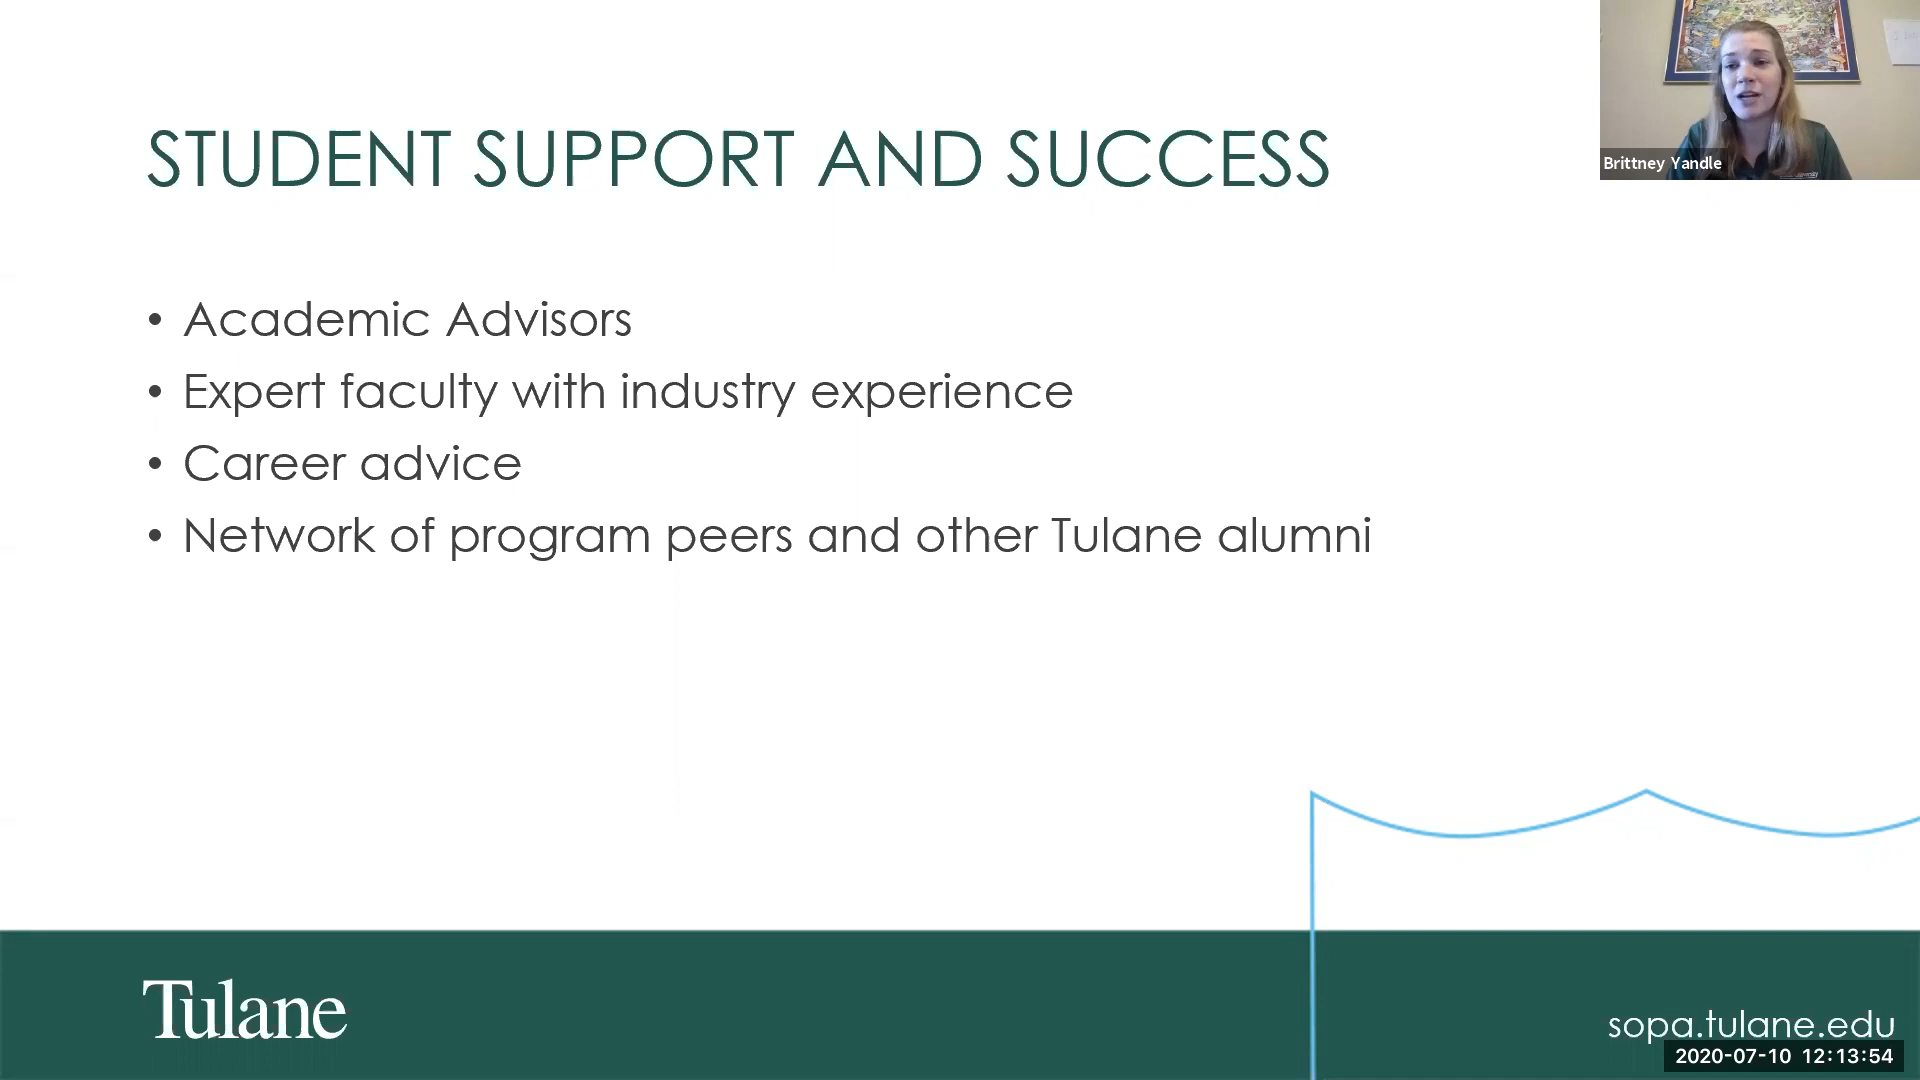 STUDENT SUPPORT AND SUCCESS
Brittney Yandle
• Academic Advisors
• Expert faculty with industry experience
• Career advice
• Network of program peers and other Tulane alumni
Tulane
sopa.tulane.edu
2020-07-10 12:13:54